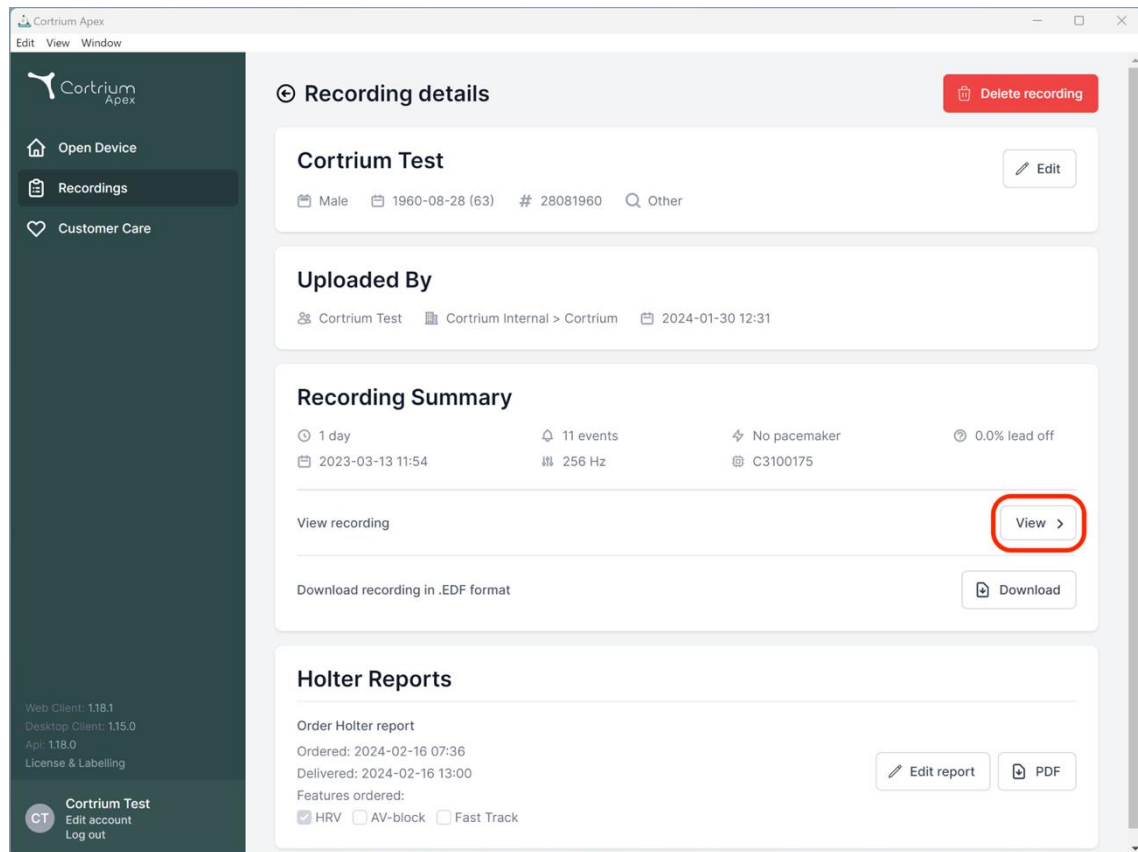 Cortrium Apex
Edit View Window
Cortrium
Apex
Open Device
Recordings
Customer Care
Web Client: 1.18.1
Desktop Client: 1.15.0
Api: 1.18.0
License & Labelling
CT
Cortrium Test
Edit account
Log out
Recording details
Delete recording
Cortrium Test
Edit
Male 1960-08-28 (63) # 28081960 Other
Uploaded By
Cortrium Test Cortrium Internal > Cortrium 2024-01-30 12:31
Recording Summary
1 day 11 events No pacemaker 0.0% lead off
2023-03-13 11:54 256 Hz C3100175
View recording View >
Download recording in .EDF format Download
Holter Reports
Order Holter report
Ordered: 2024-02-16 07:36
Delivered: 2024-02-16 13:00
Edit report PDF
Features ordered:
HRV AV-block Fast Track